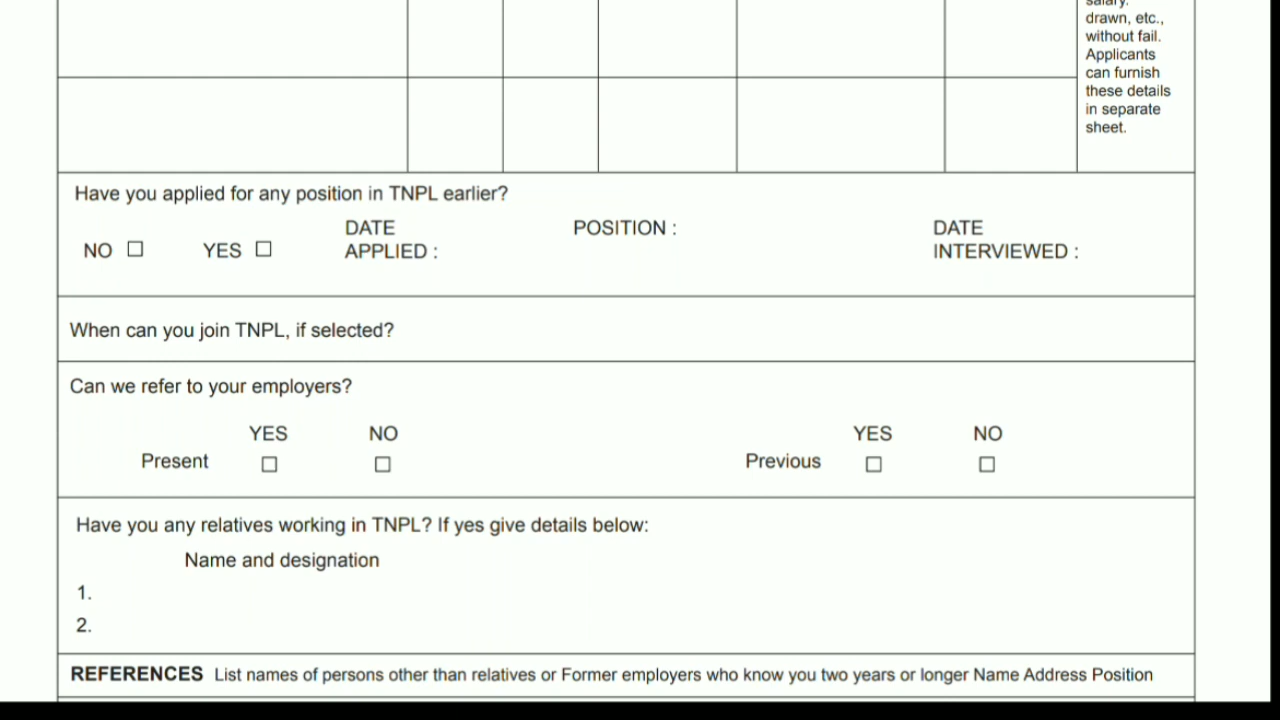 salary.
drawn, etc.,
without fail.
Applicants
can furnish
these details
in separate
sheet.
Have you applied for any position in TNPL earlier?
NO ☐ YES ☐ DATE APPLIED : POSITION : DATE INTERVIEWED :
When can you join TNPL, if selected?
Can we refer to your employers?
YES NO YES NO
Present ☐ ☐ Previous ☐ ☐
Have you any relatives working in TNPL? If yes give details below:
Name and designation
1.
2.
REFERENCES List names of persons other than relatives or Former employers who know you two years or longer Name Address Position